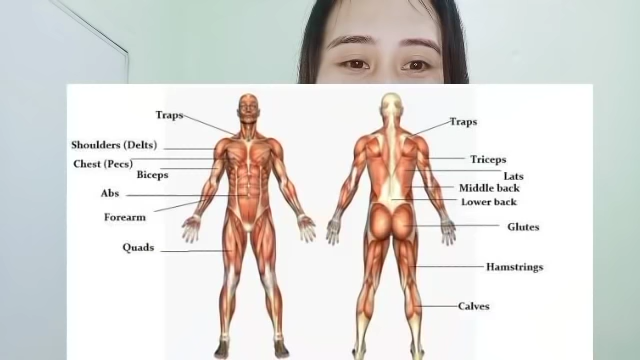 Traps
Shoulders (Delts)
Chest (Pecs)
Biceps
Abs
Forearm
Quads
Traps
Triceps
Lats
Middle back
Lower back
Glutes
Hamstrings
Calves